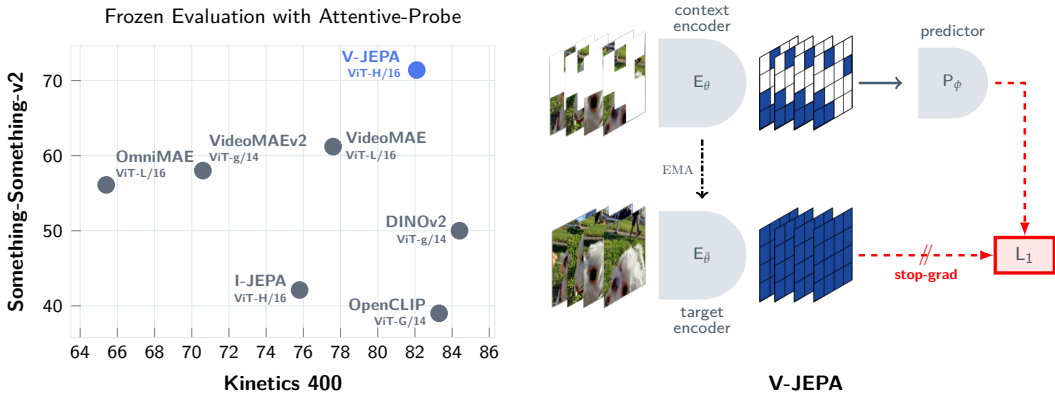 Frozen Evaluation with Attentive-Probe
Something-Something-v2
70
60
50
40
V-JEPA
ViT-H/16
VideoMAEv2
ViT-g/14
VideoMAE
ViT-L/16
OmniMAE
ViT-L/16
DINOv2
ViT-g/14
I-JEPA
ViT-H/16
OpenCLIP
ViT-G/14
64 66 68 70 72 74 76 78 80 82 84 86
Kinetics 400
context
encoder
E_θ
predictor
P_ϕ
EMA
E_θ̄
target
encoder
//
stop-grad
L₁
V-JEPA